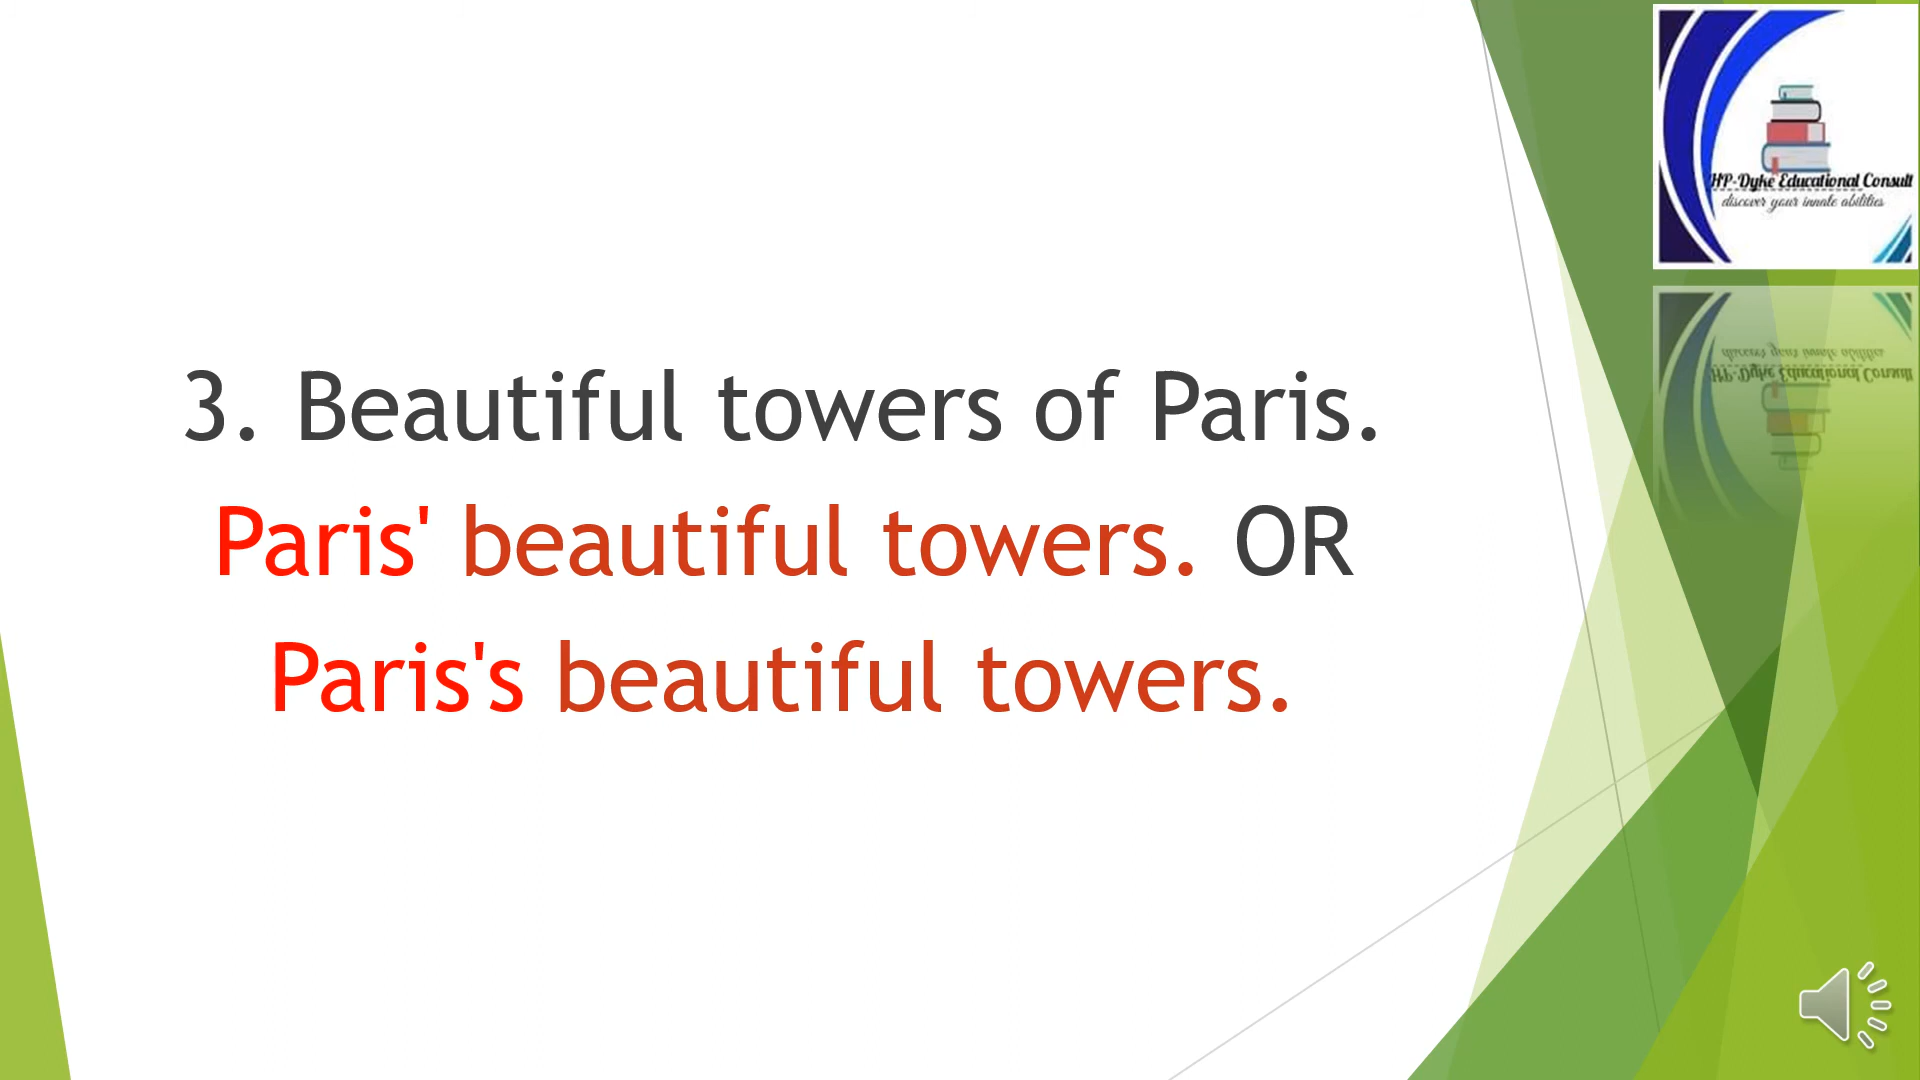 HP-Dyke Educational Consult
discover your innate abilities
3. Beautiful towers of Paris.
Paris' beautiful towers. OR
Paris's beautiful towers.